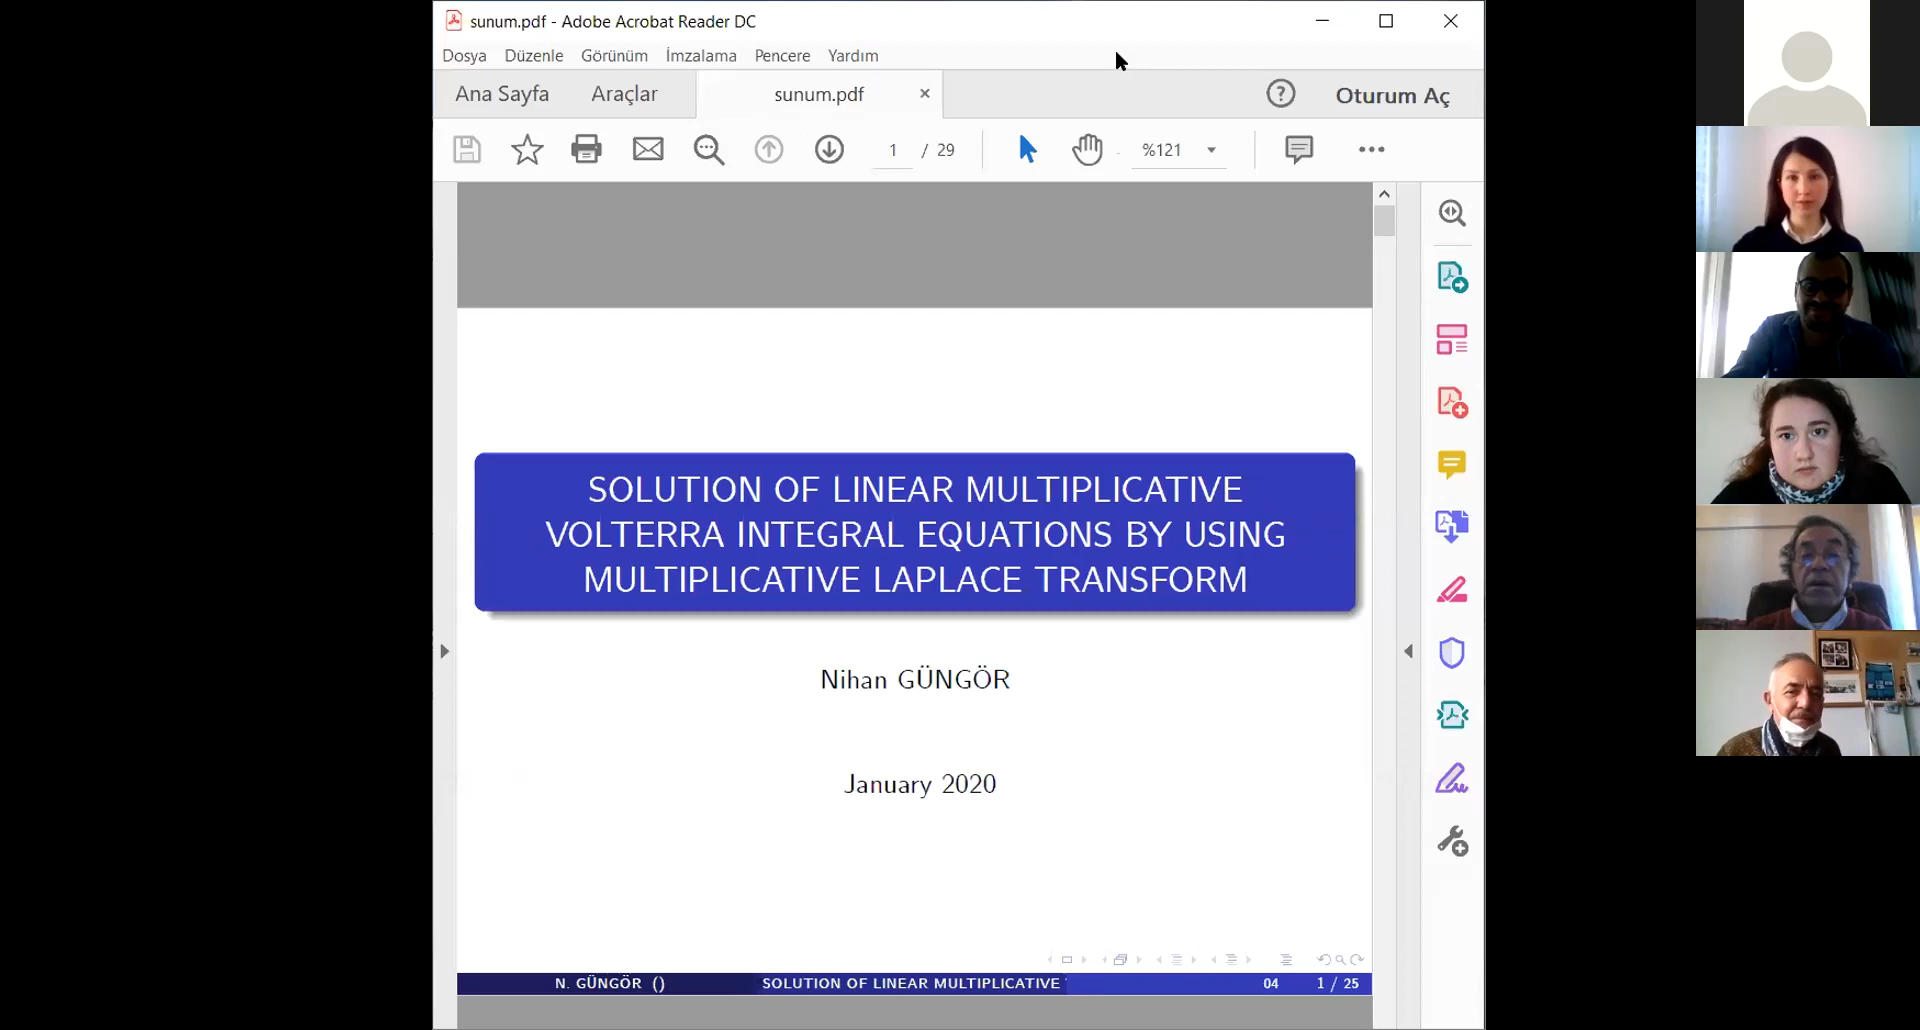 sunum.pdf - Adobe Acrobat Reader DC
Dosya Düzenle Görünüm İmzalama Pencere Yardım
Ana Sayfa Araçlar sunum.pdf × ? Oturum Aç
1 / 29 %121
SOLUTION OF LINEAR MULTIPLICATIVE
VOLTERRA INTEGRAL EQUATIONS BY USING
MULTIPLICATIVE LAPLACE TRANSFORM
Nihan GÜNGÖR
January 2020
N. GÜNGÖR () SOLUTION OF LINEAR MULTIPLICATIVE 04 1 / 25